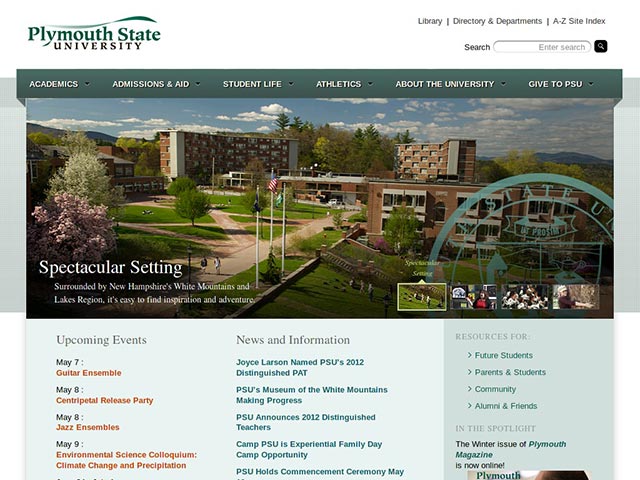 Plymouth State
UNIVERSITY
Library | Directory & Departments | A-Z Site Index
Search Enter search
ACADEMICS ADMISSIONS & AID STUDENT LIFE ATHLETICS ABOUT THE UNIVERSITY GIVE TO PSU
STATE U
UT PROSIM
Spectacular
Setting
Spectacular Setting
Surrounded by New Hampshire's White Mountains and
Lakes Region, it's easy to find inspiration and adventure.
Upcoming Events
May 7 :
Guitar Ensemble
May 8 :
Centripetal Release Party
May 8 :
Jazz Ensembles
May 9 :
Environmental Science Colloquium:
Climate Change and Precipitation
News and Information
Joyce Larson Named PSU's 2012
Distinguished PAT
PSU's Museum of the White Mountains
Making Progress
PSU Announces 2012 Distinguished
Teachers
Camp PSU is Experiential Family Day
Camp Opportunity
PSU Holds Commencement Ceremony May
RESOURCES FOR:
Future Students
Parents & Students
Community
Alumni & Friends
IN THE SPOTLIGHT
The Winter issue of Plymouth
Magazine
is now online!
Plymouth